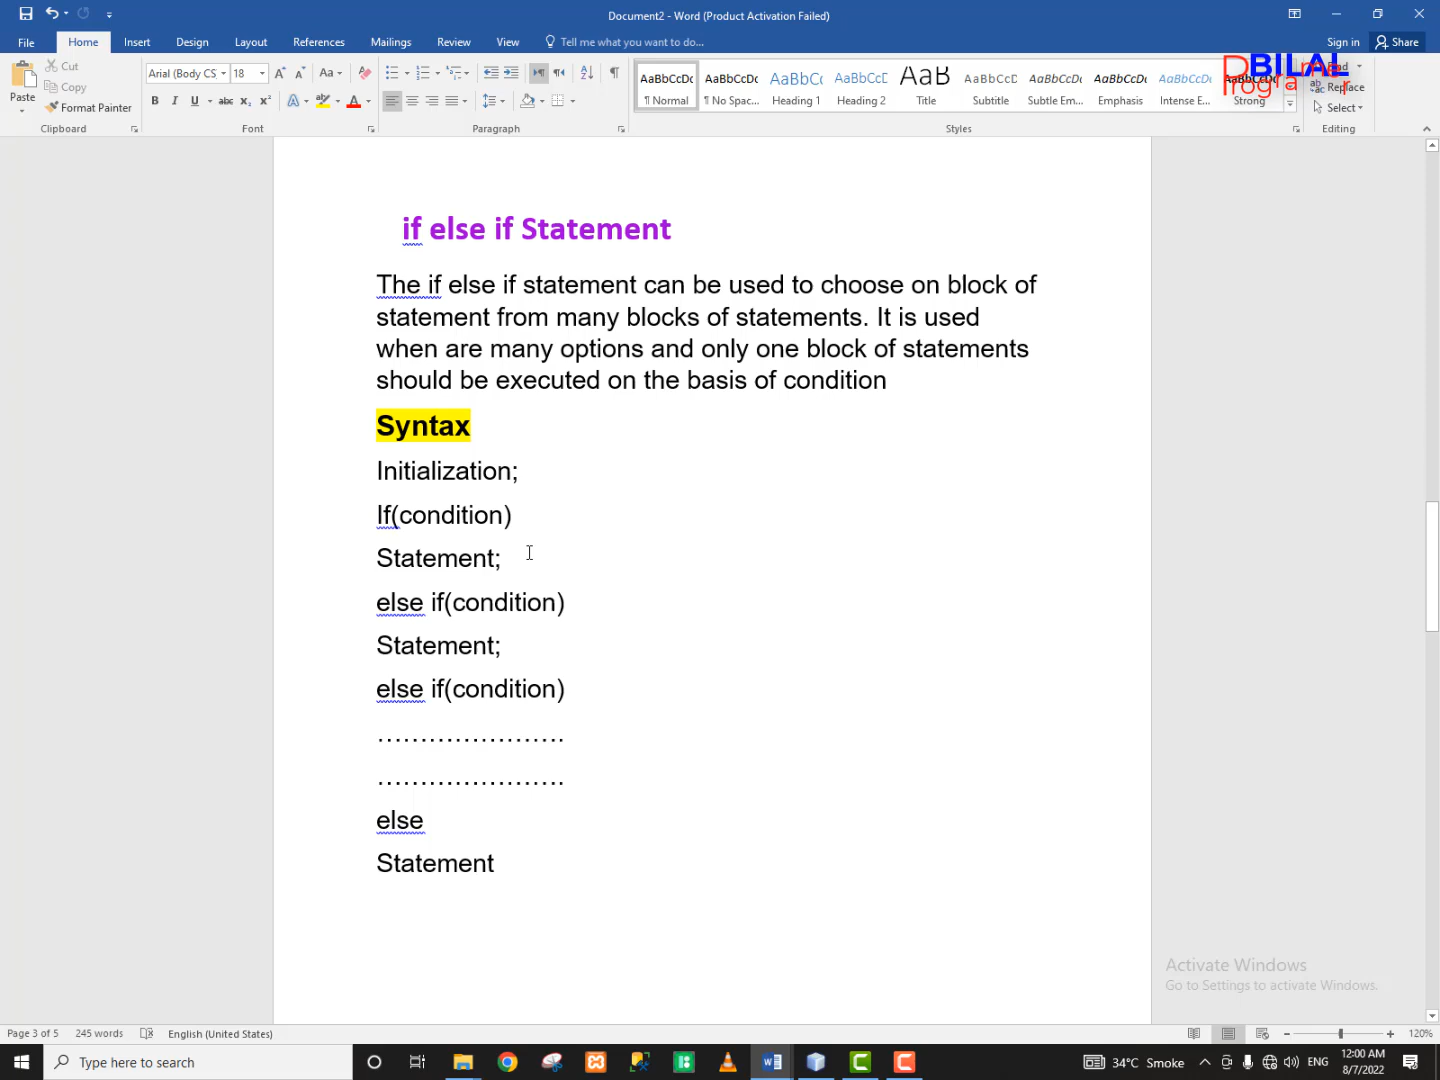 Document2 - Word (Product Activation Failed)
File Home Insert Design Layout References Mailings Review View Tell me what you want to do... Sign in Share
Paste Cut Copy Format Painter
Arial (Body CS) 18
AaBbCcDc AaBbCcDc AaBbCc AaBbCcD AaB AaBbCcD AaBbCcDc AaBbCcDc AaBbCcDc AaBbCcDc
¶ Normal ¶ No Spac... Heading 1 Heading 2 Title Subtitle Subtle Em... Emphasis Intense E... Strong
BILAL
Replace
Select
Clipboard Font Paragraph Styles Editing
if else if Statement
The if else if statement can be used to choose on block of
statement from many blocks of statements. It is used
when are many options and only one block of statements
should be executed on the basis of condition
Syntax
Initialization;
If(condition)
Statement;
else if(condition)
Statement;
else if(condition)
......................
......................
else
Statement
Activate Windows
Go to Settings to activate Windows.
Page 3 of 5 245 words English (United States) 120%
Type here to search 34°C Smoke ENG 12:00 AM
8/7/2022